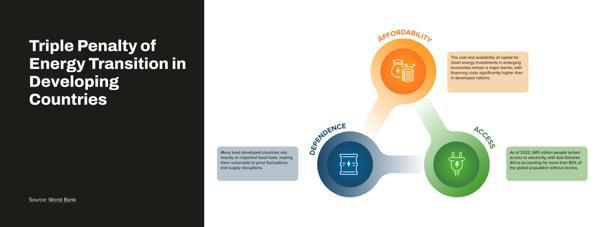 Triple Penalty of
Energy Transition in
Developing
Countries
Source: World Bank
AFFORDABILITY
The cost and availability of capital for
clean energy investments in emerging
economies remain a major barrier, with
financing costs significantly higher than
in developed nations.
DEPENDENCE
Many least-developed countries rely
heavily on imported fossil fuels, making
them vulnerable to price fluctuations
and supply disruptions.
ACCESS
As of 2022, 685 million people lacked
access to electricity, with Sub-Saharan
Africa accounting for more than 80% of
the global population without access.